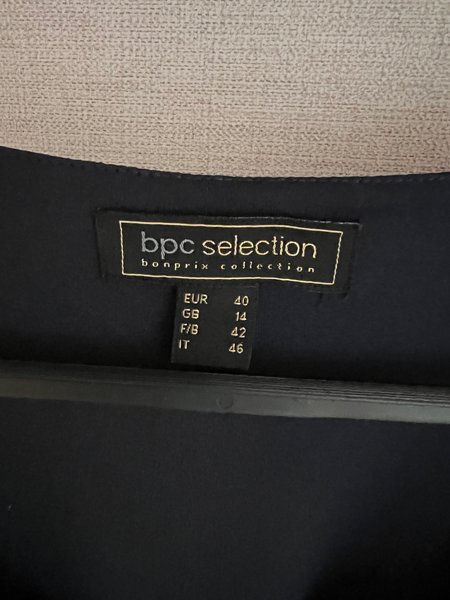 bpc selection
bonprix collection
EUR 40
GB 14
F/B 42
IT 46